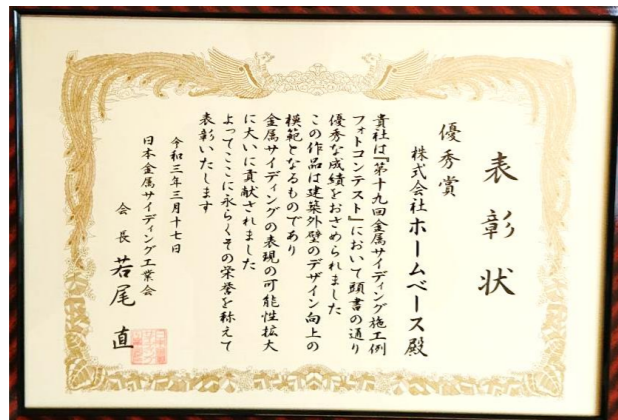 表彰状
優秀賞
株式会社ホームベース殿
貴社は『第十九回金属サイディング施工例
フォトコンテスト』において頭書の通り
優秀な成績をおさめられました
この作品は建築外壁のデザイン向上の
模範となるものであり
金属サイディングの表現の可能性拡大
に大いに貢献されました
よってここに永らくその栄誉を称えて
表彰いたします
令和三年三月十七日
日本金属サイディング工業会
会長 若尾直